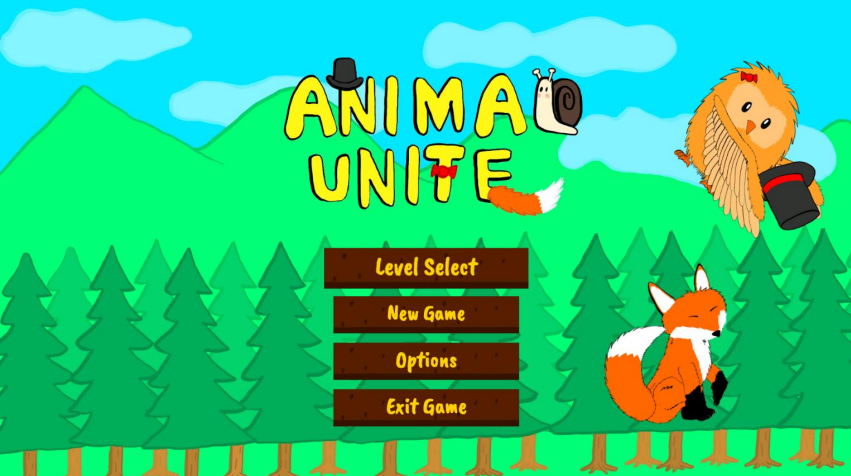 ANIMAL
UNITE
Level Select
New Game
Options
Exit Game